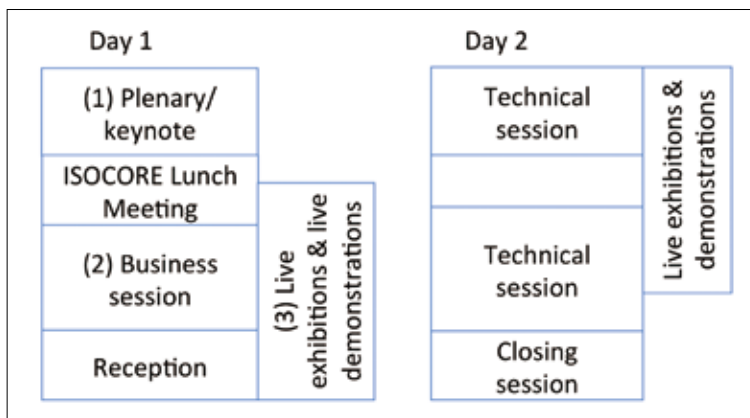 Day 1
(1) Plenary/
keynote
ISOCORE Lunch
Meeting
(2) Business
session
Reception
(3) Live
exhibitions & live
demonstrations
Day 2
Technical
session
Technical
session
Closing
session
Live exhibitions &
demonstrations